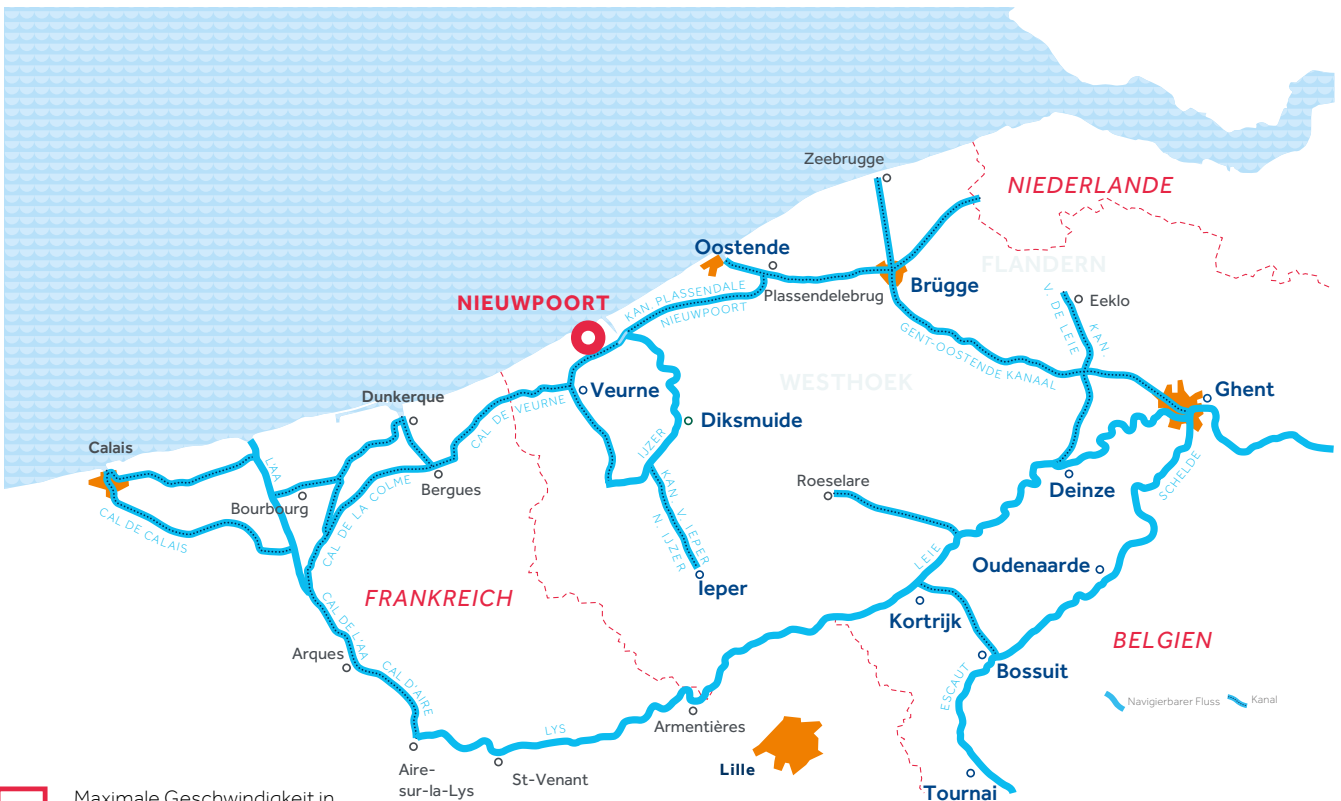 Zeebrugge
NIEDERLANDE
Oostende
FLANDERN
Brügge
Plassendelebrug
NIEUWPOORT
KAN. PLASSENDALE
NIEUWPOORT
Eeklo
KAN.
V. DE LEIE
GENT-OOSTENDE KANAAL
WESTHOEK
Ghent
Veurne
Dunkerque
CAL DE VEURNE
Diksmuide
IJZER
Calais
L'AA
Bourbourg
Bergues
CAL DE LA COLME
CAL DE CALAIS
KAN. V. IEPER
N. IJZER
Ieper
Roeselare
Deinze
SCHELDE
LEIE
Oudenaarde
Kortrijk
BELGIEN
Bossuit
FRANKREICH
CAL DE L'AA
Arques
CAL D'AIRE
ESCAUT
Navigierbarer Fluss
Kanal
LYS
Armentières
Lille
Aire-
sur-la-Lys
St-Venant
Tournai
Maximale Geschwindigkeit in